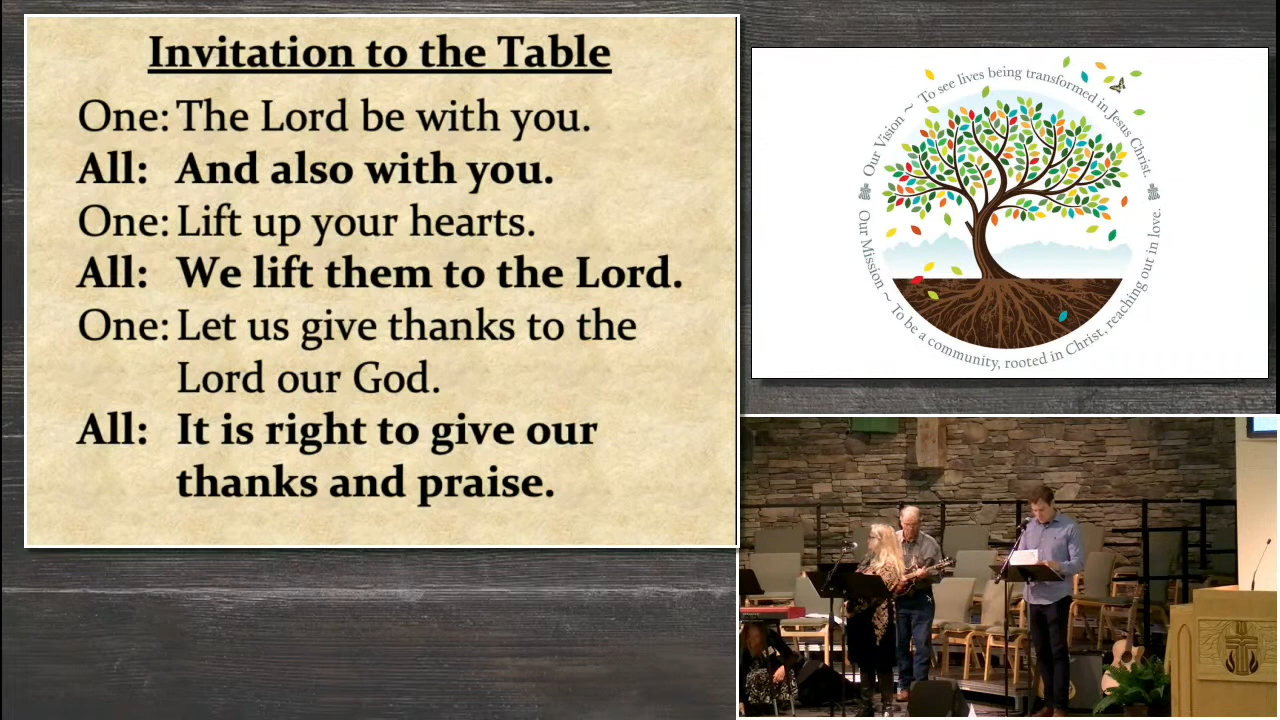 Invitation to the Table
One: The Lord be with you.
All: And also with you.
One: Lift up your hearts.
All: We lift them to the Lord.
One: Let us give thanks to the
Lord our God.
All: It is right to give our
thanks and praise.
Our Vision ~ To see lives being transformed in Jesus Christ.
Our Mission ~ To be a community, rooted in Christ, reaching out in love.